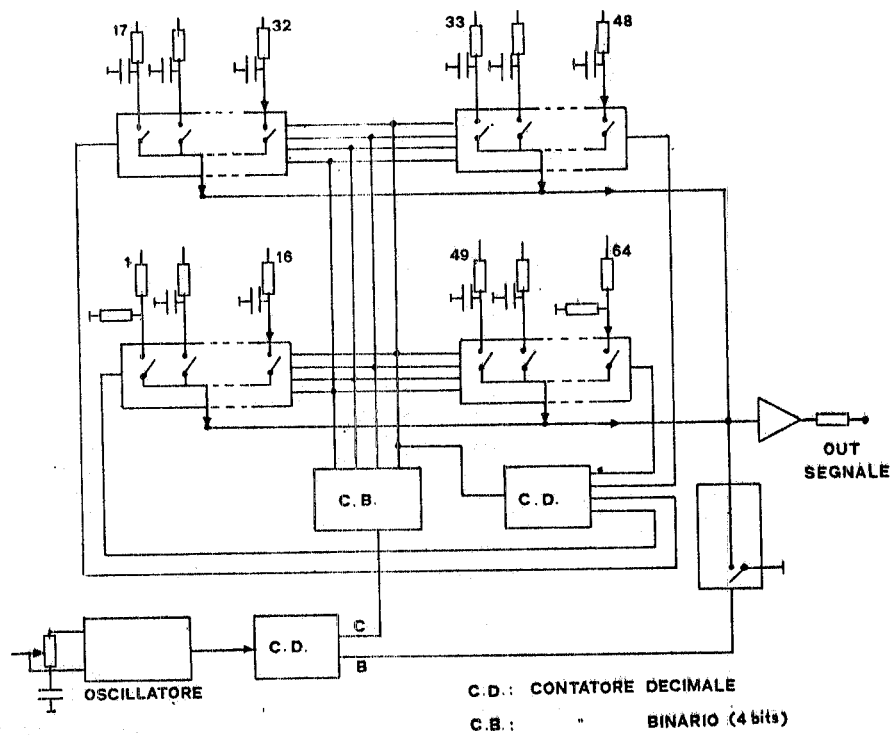 17 32 33 48
1 16 49 64
OUT
SEGNALE
C.B. C.D.
C
C.D.
B
OSCILLATORE
C.D.: CONTATORE DECIMALE
C.B.: " BINARIO (4 bits)